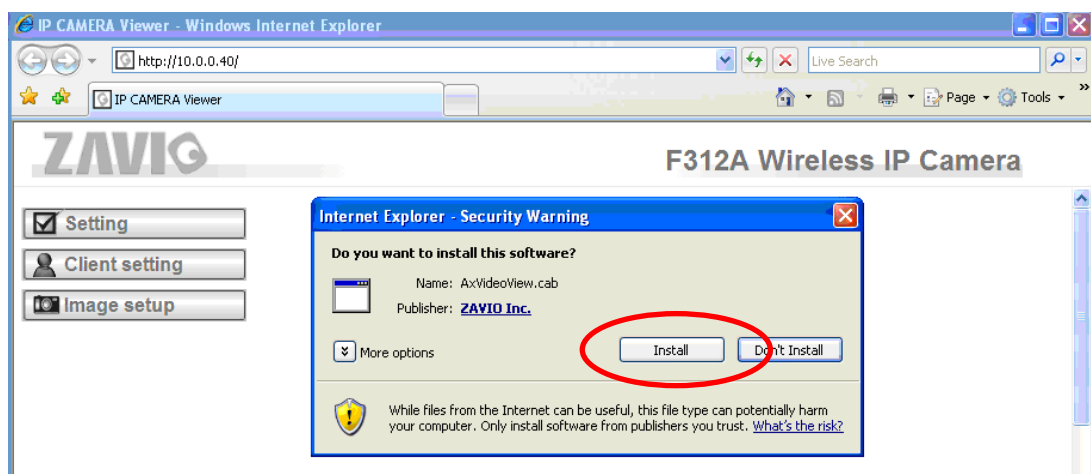 IP CAMERA Viewer - Windows Internet Explorer
http://10.0.0.40/
Live Search
IP CAMERA Viewer
Page
Tools
»
ZAVIO
F312A Wireless IP Camera
Setting
Client setting
Image setup
Internet Explorer - Security Warning
Do you want to install this software?
Name: AxVideoView.cab
Publisher: ZAVIO Inc.
More options
Install
Don't Install
While files from the Internet can be useful, this file type can potentially harm
your computer. Only install software from publishers you trust. What's the risk?